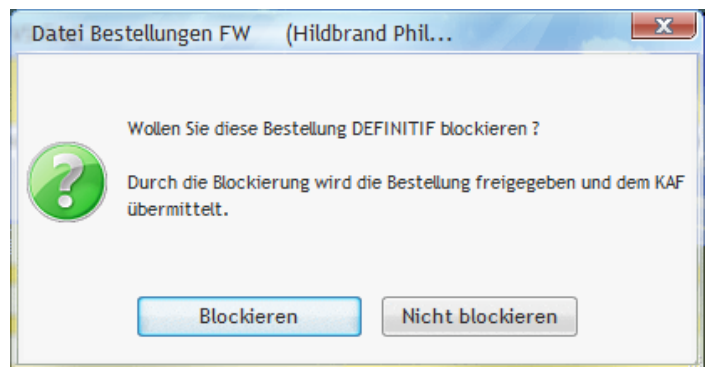 Datei Bestellungen FW (Hildbrand Phil...
Wollen Sie diese Bestellung DEFINITIF blockieren ?
Durch die Blockierung wird die Bestellung freigegeben und dem KAF
übermittelt.
Blockieren
Nicht blockieren